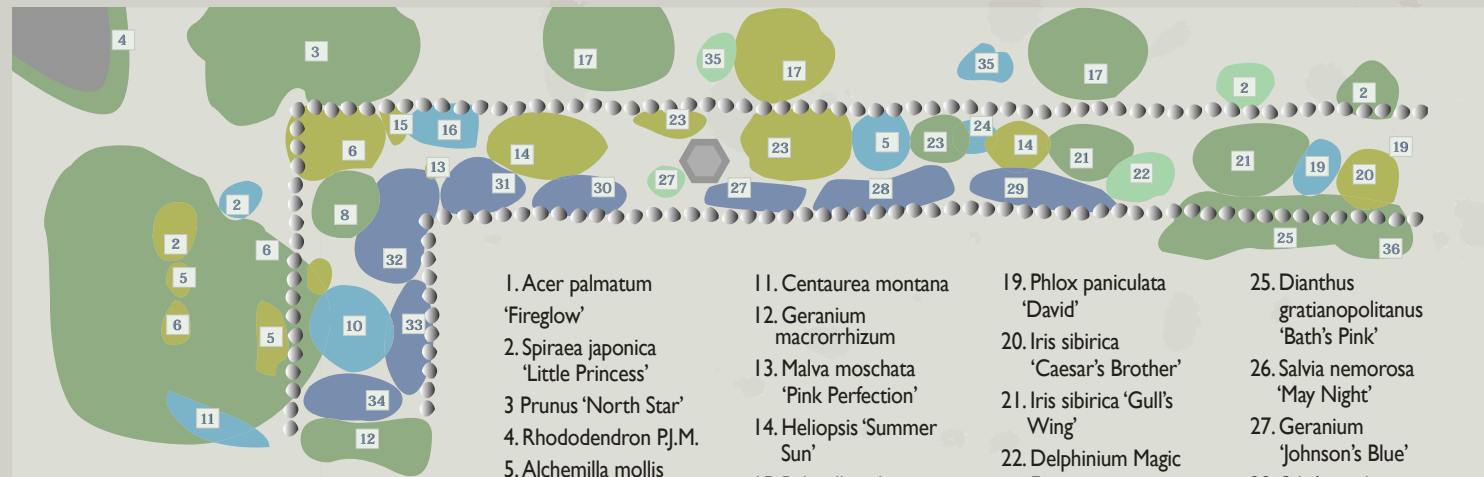 4
3
17
35
17
35
17
2
2
15
16
6
23
14
23
5
23
24
14
21
21
19
20
19
13
31
30
27
27
28
29
22
2
8
2
6
5
32
6
5
10
33
11
34
12
25
36
1. Acer palmatum
‘Fireglow’
2. Spiraea japonica
‘Little Princess’
3 Prunus ‘North Star’
4. Rhododendron P.J.M.
5. Alchemilla mollis
11. Centaurea montana
12. Geranium
macrorrhizum
13. Malva moschata
‘Pink Perfection’
14. Heliopsis ‘Summer
Sun’
19. Phlox paniculata
‘David’
20. Iris sibirica
‘Caesar’s Brother’
21. Iris sibirica ‘Gull’s
Wing’
22. Delphinium Magic
25. Dianthus
gratianopolitanus
‘Bath’s Pink’
26. Salvia nemorosa
‘May Night’
27. Geranium
‘Johnson’s Blue’